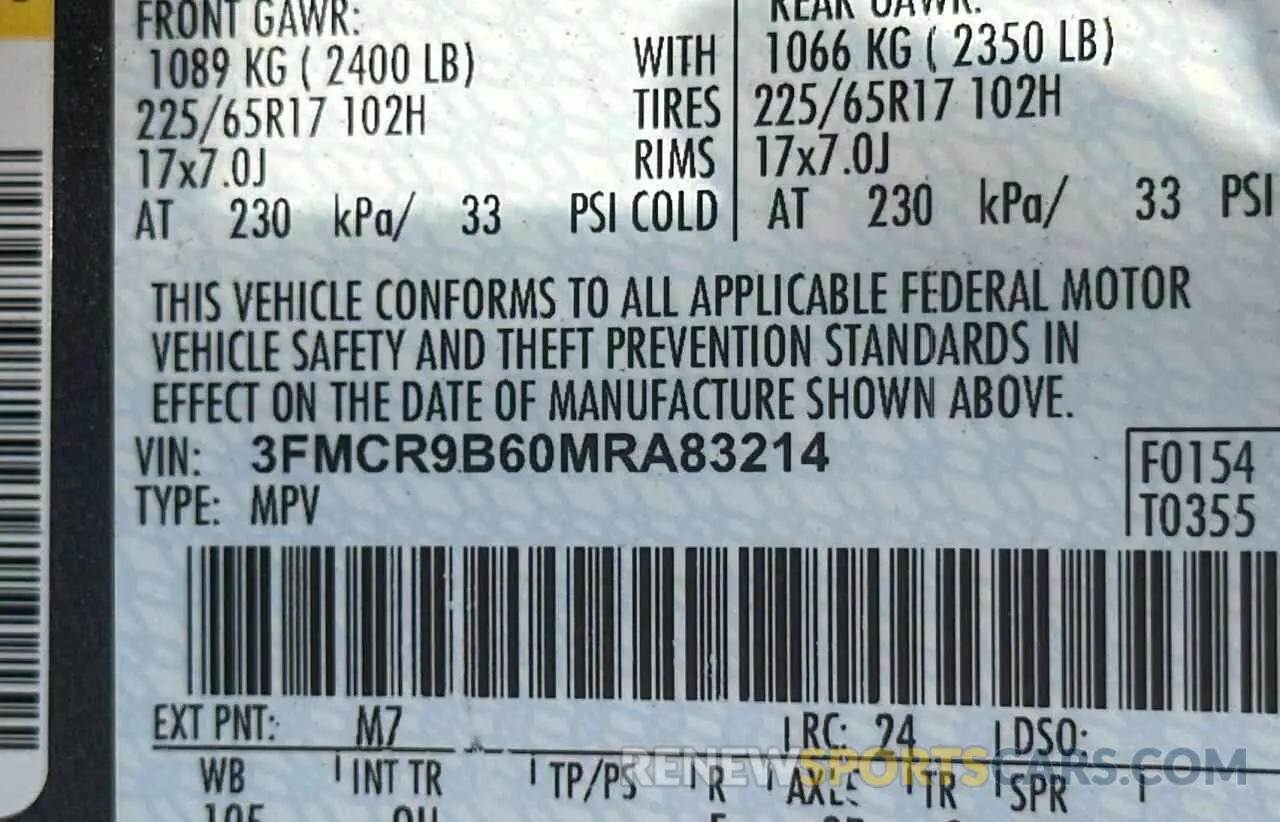 FRONT GAWR: REAR GAWR:
1089 KG ( 2400 LB) WITH 1066 KG ( 2350 LB)
225/65R17 102H TIRES 225/65R17 102H
17x7.0J RIMS 17x7.0J
AT 230 kPa/ 33 PSI COLD AT 230 kPa/ 33 PSI
THIS VEHICLE CONFORMS TO ALL APPLICABLE FEDERAL MOTOR
VEHICLE SAFETY AND THEFT PREVENTION STANDARDS IN
EFFECT ON THE DATE OF MANUFACTURE SHOWN ABOVE.
VIN: 3FMCR9B60MRA83214 F0154
TYPE: MPV T0355
EXT PNT: M7 RC: 24 DSO:
WB INT TR TP/PS R AXLE TR SPR
RENEWSPORTSCARS.COM
105